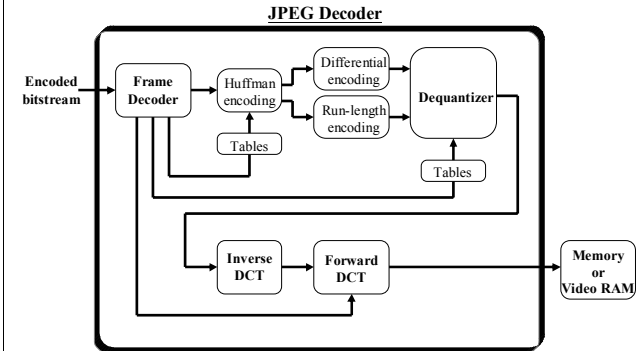 JPEG Decoder
Encoded
bitstream
Frame
Decoder
Huffman
encoding
Differential
encoding
Run-length
encoding
Dequantizer
Tables
Tables
Inverse
DCT
Forward
DCT
Memory
or
Video RAM